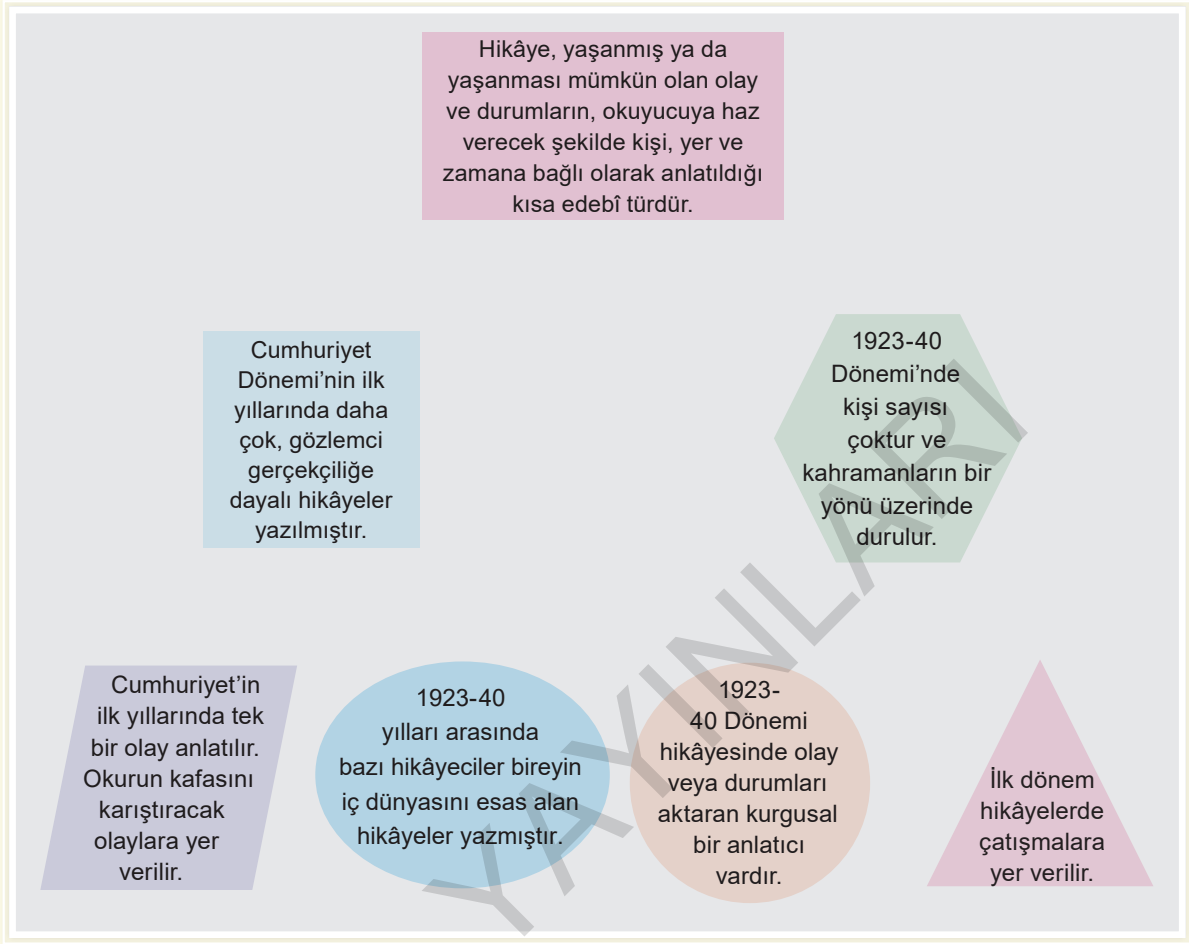 Hikâye, yaşanmış ya da
yaşanması mümkün olan olay
ve durumların, okuyucuya haz
verecek şekilde kişi, yer ve
zamana bağlı olarak anlatıldığı
kısa edebî türdür.
Cumhuriyet
Dönemi’nin ilk
yıllarında daha
çok, gözlemci
gerçekçiliğe
dayalı hikâyeler
yazılmıştır.
1923-40
Dönemi’nde
kişi sayısı
çoktur ve
kahramanların bir
yönü üzerinde
durulur.
Cumhuriyet’in
ilk yıllarında tek
bir olay anlatılır.
Okurun kafasını
karıştıracak
olaylara yer
verilir.
1923-40
yılları arasında
bazı hikâyeciler bireyin
iç dünyasını esas alan
hikâyeler yazmıştır.
1923-
40 Dönemi
hikâyesinde olay
veya durumları
aktaran kurgusal
bir anlatıcı
vardır.
İlk dönem
hikâyelerde
çatışmalara
yer verilir.
YAYINLARI